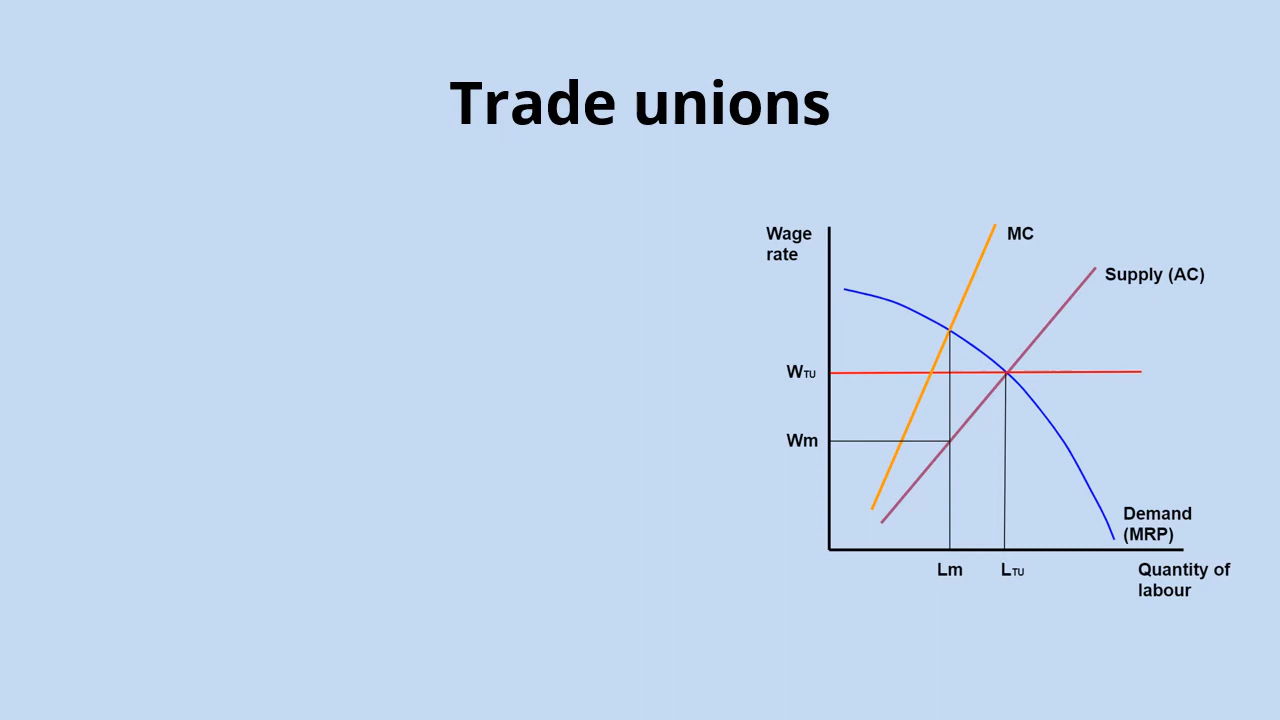 Trade unions
Wage
rate
MC
Supply (AC)
WTU
Wm
Demand
(MRP)
Lm
LTU
Quantity of
labour